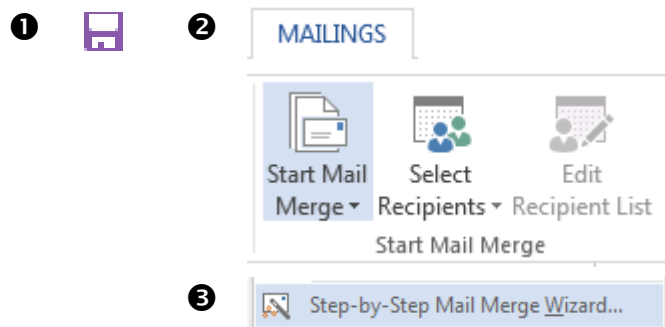 ❶ ❷ MAILINGS
Start Mail Select Edit
Merge Recipients Recipient List
Start Mail Merge
❸ Step-by-Step Mail Merge Wizard...